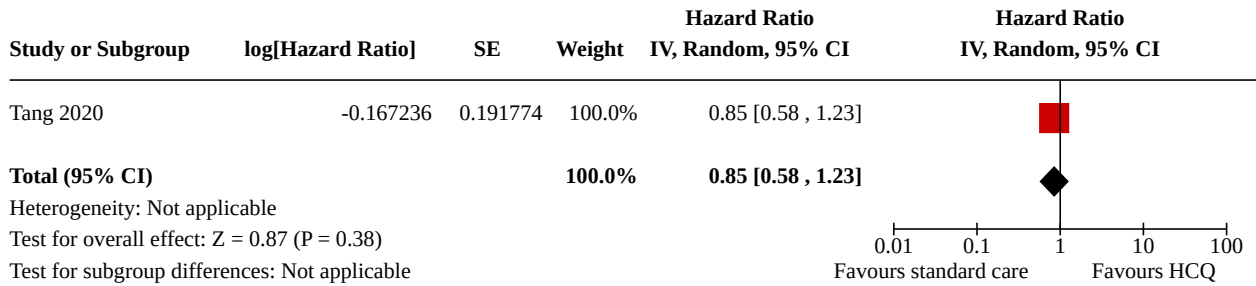 Hazard Ratio Hazard Ratio
Study or Subgroup log[Hazard Ratio] SE Weight IV, Random, 95% CI IV, Random, 95% CI
Tang 2020 -0.167236 0.191774 100.0% 0.85 [0.58 , 1.23]
Total (95% CI) 100.0% 0.85 [0.58 , 1.23]
Heterogeneity: Not applicable
Test for overall effect: Z = 0.87 (P = 0.38)
0.01 0.1 1 10 100
Test for subgroup differences: Not applicable Favours standard care Favours HCQ